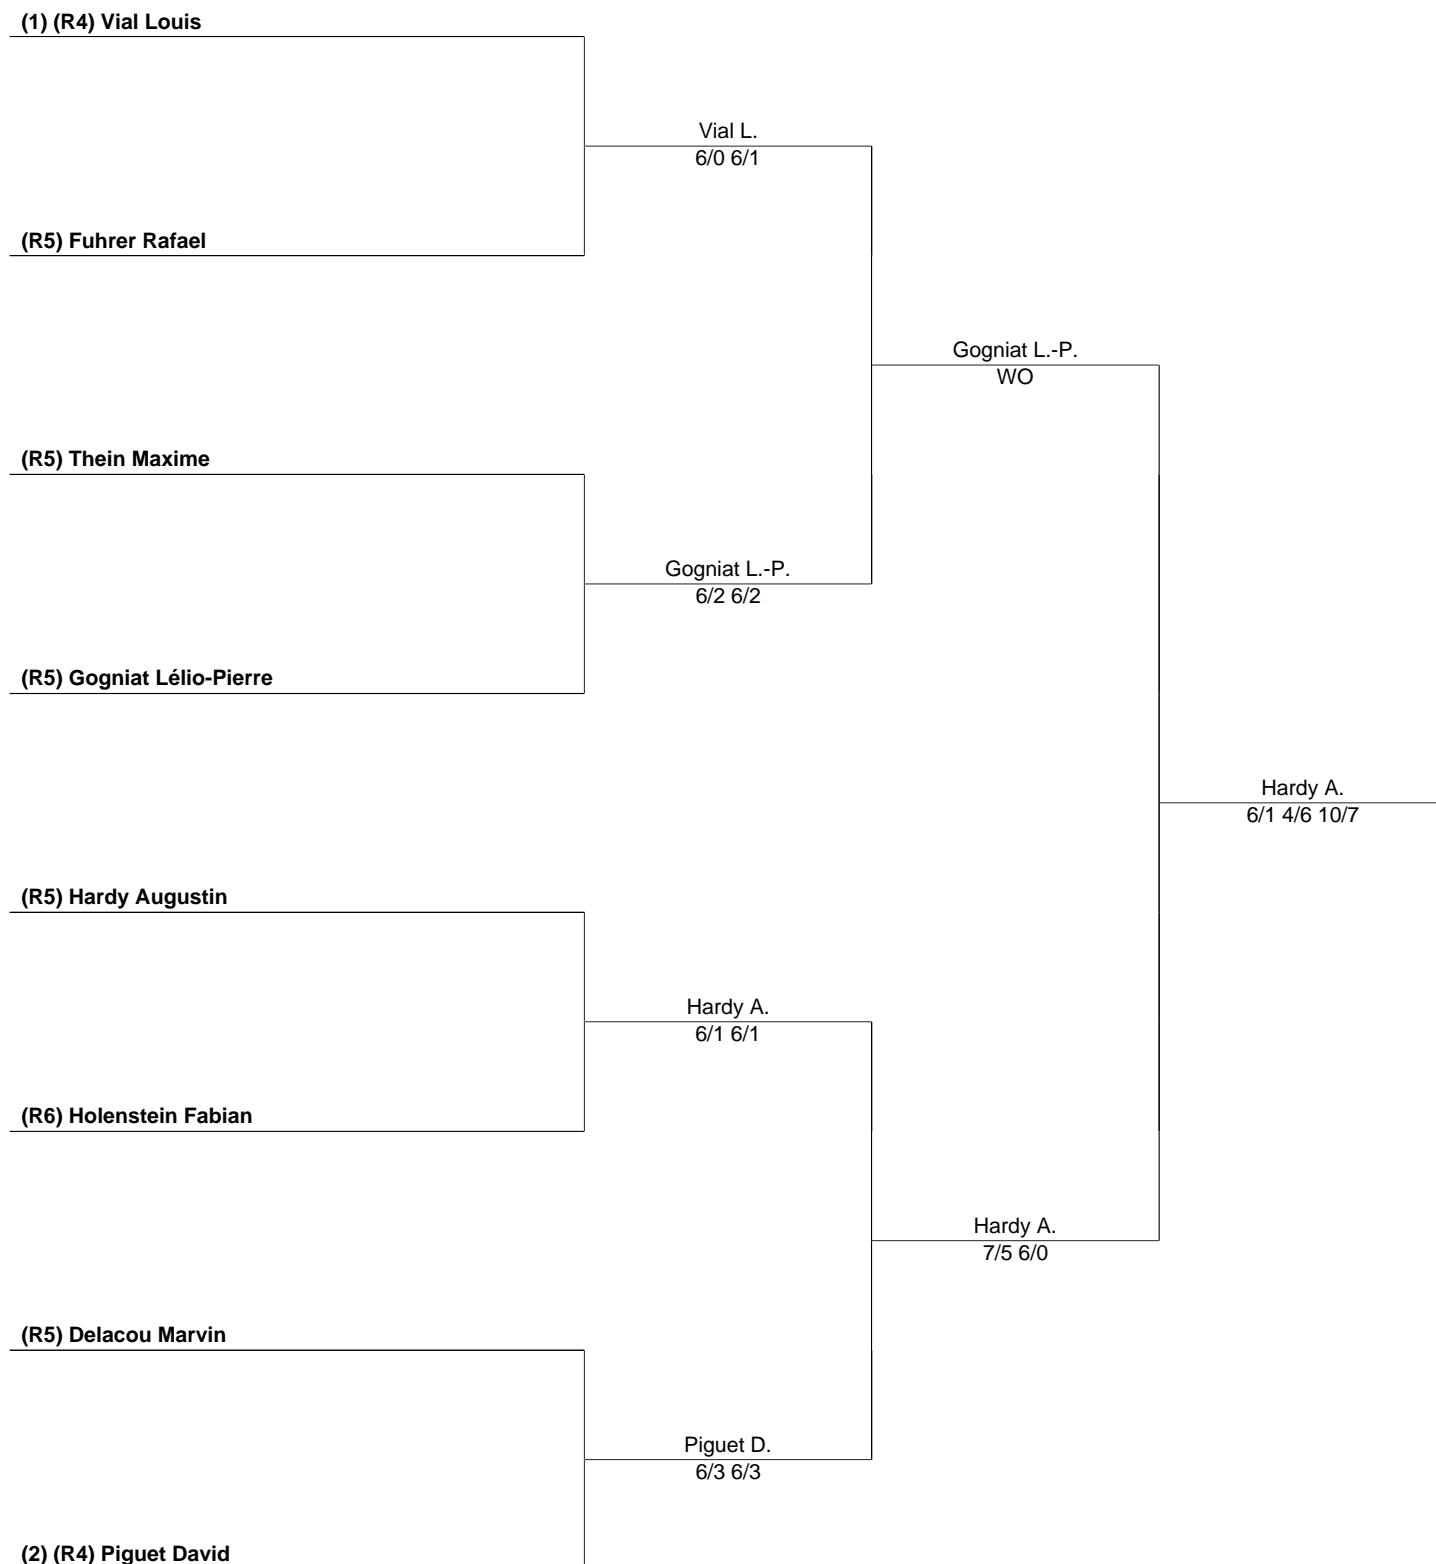 (1) (R4) Vial Louis
Vial L.
6/0 6/1
(R5) Fuhrer Rafael
Gogniat L.-P.
WO
(R5) Thein Maxime
Gogniat L.-P.
6/2 6/2
(R5) Gogniat Lélio-Pierre
Hardy A.
6/1 4/6 10/7
(R5) Hardy Augustin
Hardy A.
6/1 6/1
(R6) Holenstein Fabian
Hardy A.
7/5 6/0
(R5) Delacou Marvin
Piguet D.
6/3 6/3
(2) (R4) Piguet David